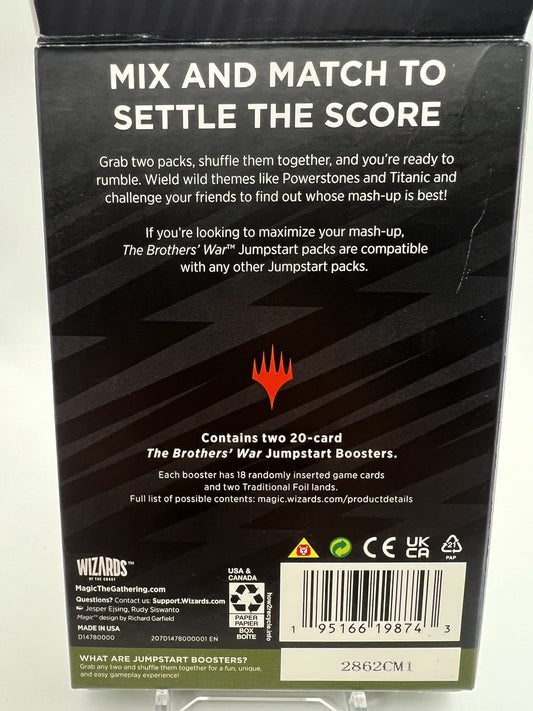 MIX AND MATCH TO
SETTLE THE SCORE
Grab two packs, shuffle them together, and you're ready to
rumble. Wield wild themes like Powerstones and Titanic and
challenge your friends to find out whose mash-up is best!
If you're looking to maximize your mash-up,
The Brothers' War™ Jumpstart packs are compatible
with any other Jumpstart packs.
Contains two 20-card
The Brothers' War Jumpstart Boosters.
Each booster has 18 randomly inserted game cards
and two Traditional Foil lands.
Full list of possible contents: magic.wizards.com/productdetails
WIZARDS™
OF THE COAST
MagicTheGathering.com
Questions? Contact us: Support.Wizards.com
Jesper Ejsing, Rudy Siswanto
Magic™ design by Richard Garfield
MADE IN USA
D14780000 207D1478000001 EN
USA &
CANADA
PAPER
PAPIER
BOX
BOÎTE
how2recycle.info
CE
UK
CA
21
PAP
1 95166 19874 3
WHAT ARE JUMPSTART BOOSTERS?
Grab any two and shuffle them together for a fun, unique,
and easy gameplay experience!
2862CM1